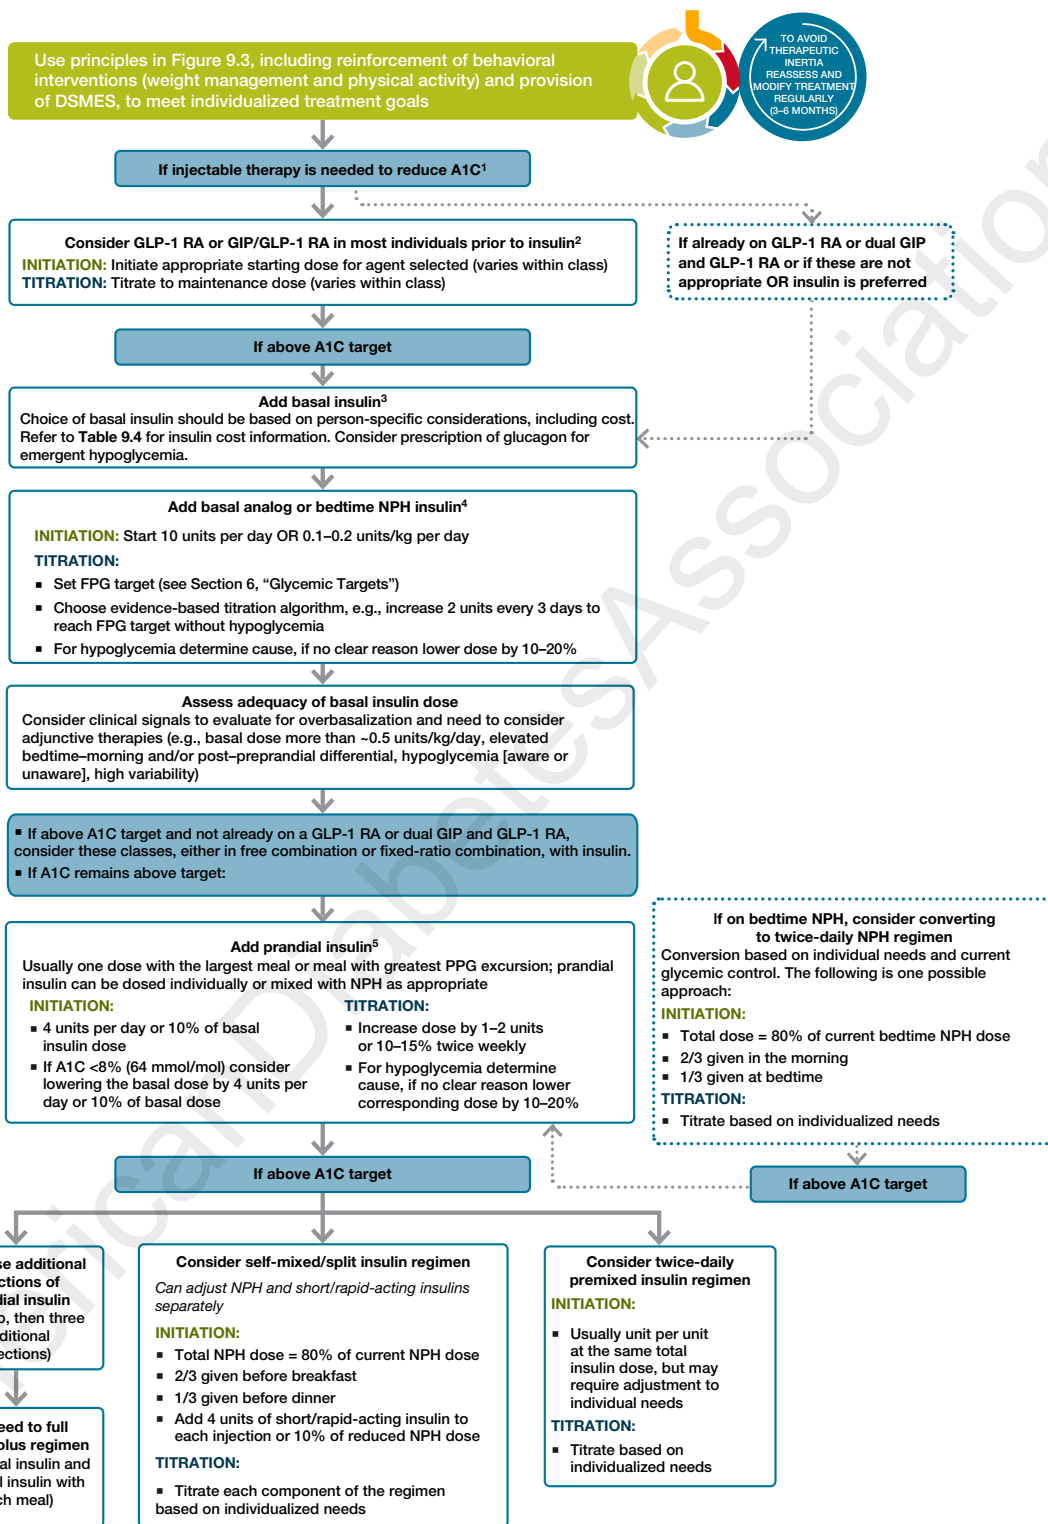 Use principles in Figure 9.3, including reinforcement of behavioral
interventions (weight management and physical activity) and provision
of DSMES, to meet individualized treatment goals
TO AVOID
THERAPEUTIC
INERTIA
REASSESS AND
MODIFY TREATMENT
REGULARLY
(3–6 MONTHS)
If injectable therapy is needed to reduce A1C¹
Consider GLP-1 RA or GIP/GLP-1 RA in most individuals prior to insulin²
INITIATION: Initiate appropriate starting dose for agent selected (varies within class)
TITRATION: Titrate to maintenance dose (varies within class)
If already on GLP-1 RA or dual GIP
and GLP-1 RA or if these are not
appropriate OR insulin is preferred
If above A1C target
Add basal insulin³
Choice of basal insulin should be based on person-specific considerations, including cost.
Refer to Table 9.4 for insulin cost information. Consider prescription of glucagon for
emergent hypoglycemia.
Add basal analog or bedtime NPH insulin⁴
INITIATION: Start 10 units per day OR 0.1–0.2 units/kg per day
TITRATION:
▪ Set FPG target (see Section 6, “Glycemic Targets”)
▪ Choose evidence-based titration algorithm, e.g., increase 2 units every 3 days to
reach FPG target without hypoglycemia
▪ For hypoglycemia determine cause, if no clear reason lower dose by 10–20%
Assess adequacy of basal insulin dose
Consider clinical signals to evaluate for overbasalization and need to consider
adjunctive therapies (e.g., basal dose more than ~0.5 units/kg/day, elevated
bedtime–morning and/or post–preprandial differential, hypoglycemia [aware or
unaware], high variability)
▪ If above A1C target and not already on a GLP-1 RA or dual GIP and GLP-1 RA,
consider these classes, either in free combination or fixed-ratio combination, with insulin.
▪ If A1C remains above target:
Add prandial insulin⁵
Usually one dose with the largest meal or meal with greatest PPG excursion; prandial
insulin can be dosed individually or mixed with NPH as appropriate
INITIATION:
▪ 4 units per day or 10% of basal
insulin dose
▪ If A1C <8% (64 mmol/mol) consider
lowering the basal dose by 4 units per
day or 10% of basal dose
TITRATION:
▪ Increase dose by 1–2 units
or 10–15% twice weekly
▪ For hypoglycemia determine
cause, if no clear reason lower
corresponding dose by 10–20%
If on bedtime NPH, consider converting
to twice-daily NPH regimen
Conversion based on individual needs and current
glycemic control. The following is one possible
approach:
INITIATION:
▪ Total dose = 80% of current bedtime NPH dose
▪ 2/3 given in the morning
▪ 1/3 given at bedtime
TITRATION:
▪ Titrate based on individualized needs
If above A1C target
If above A1C target
se additional
ctions of
dial insulin
o, then three
ditional
ections)
eed to full
olus regimen
al insulin and
l insulin with
ch meal)
Consider self-mixed/split insulin regimen
Can adjust NPH and short/rapid-acting insulins
separately
INITIATION:
▪ Total NPH dose = 80% of current NPH dose
▪ 2/3 given before breakfast
▪ 1/3 given before dinner
▪ Add 4 units of short/rapid-acting insulin to
each injection or 10% of reduced NPH dose
TITRATION:
▪ Titrate each component of the regimen
based on individualized needs
Consider twice-daily
premixed insulin regimen
INITIATION:
▪ Usually unit per unit
at the same total
insulin dose, but may
require adjustment to
individual needs
TITRATION:
▪ Titrate based on
individualized needs
erican Diabetes Association